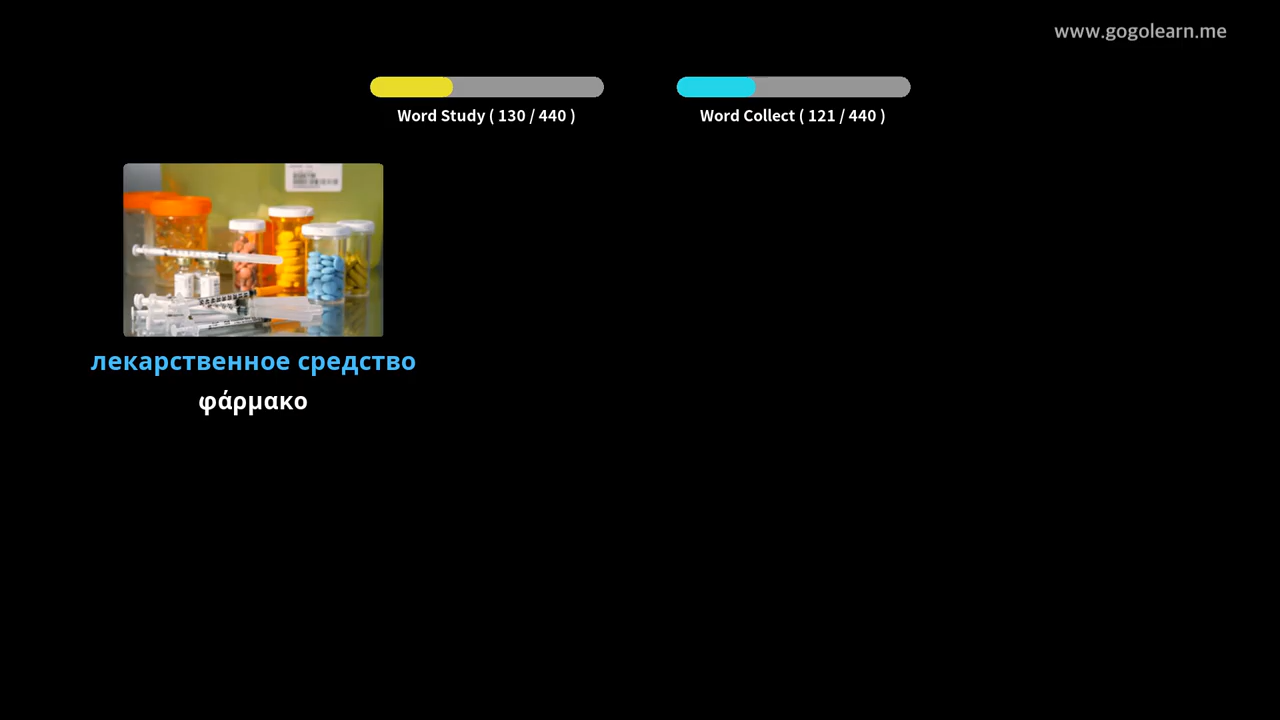 www.gogolearn.me
Word Study ( 130 / 440 )
Word Collect ( 121 / 440 )
лекарственное средство
φάρμακο